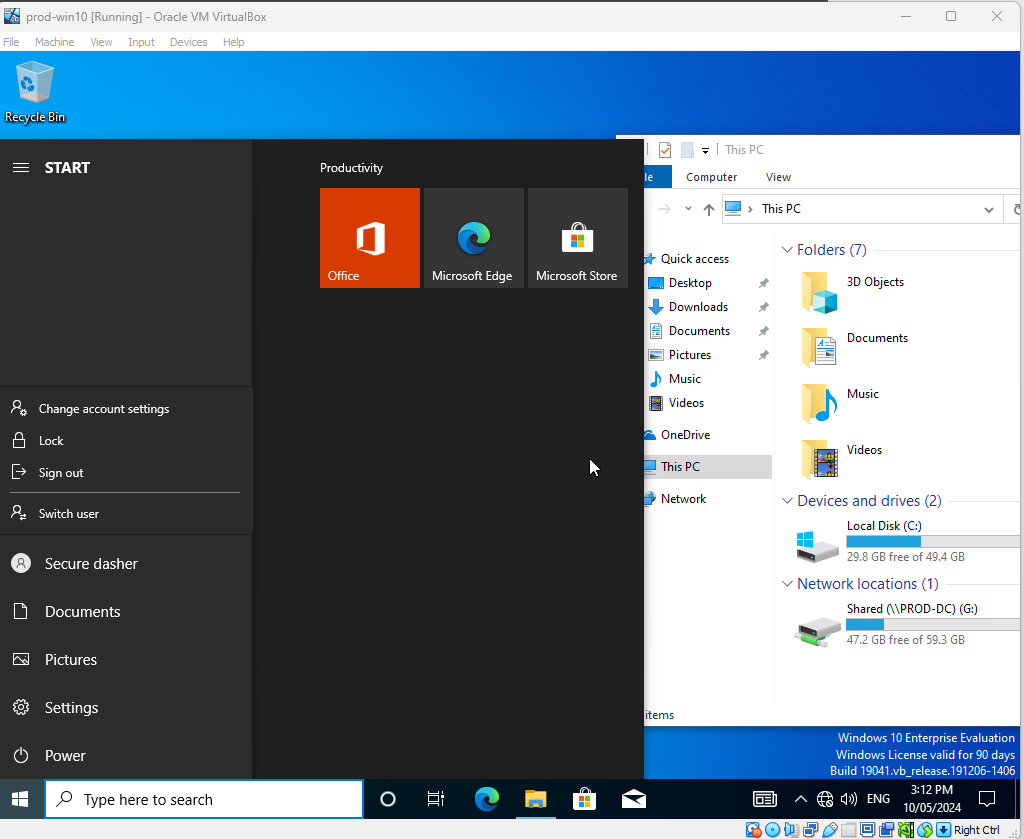 prod-win10 [Running] - Oracle VM VirtualBox
File Machine View Input Devices Help
Recycle Bin
START
Productivity
Office
Microsoft Edge
Microsoft Store
Change account settings
Lock
Sign out
Switch user
Secure dasher
Documents
Pictures
Settings
Power
This PC
Computer View
This PC
Quick access
Desktop
Downloads
Documents
Pictures
Music
Videos
OneDrive
This PC
Network
Folders (7)
3D Objects
Documents
Music
Videos
Devices and drives (2)
Local Disk (C:)
29.8 GB free of 49.4 GB
Network locations (1)
Shared (\\PROD-DC) (G:)
47.2 GB free of 59.3 GB
items
Windows 10 Enterprise Evaluation
Windows License valid for 90 days
Build 19041.vb_release.191206-1406
Type here to search
ENG
3:12 PM
10/05/2024
Right Ctrl